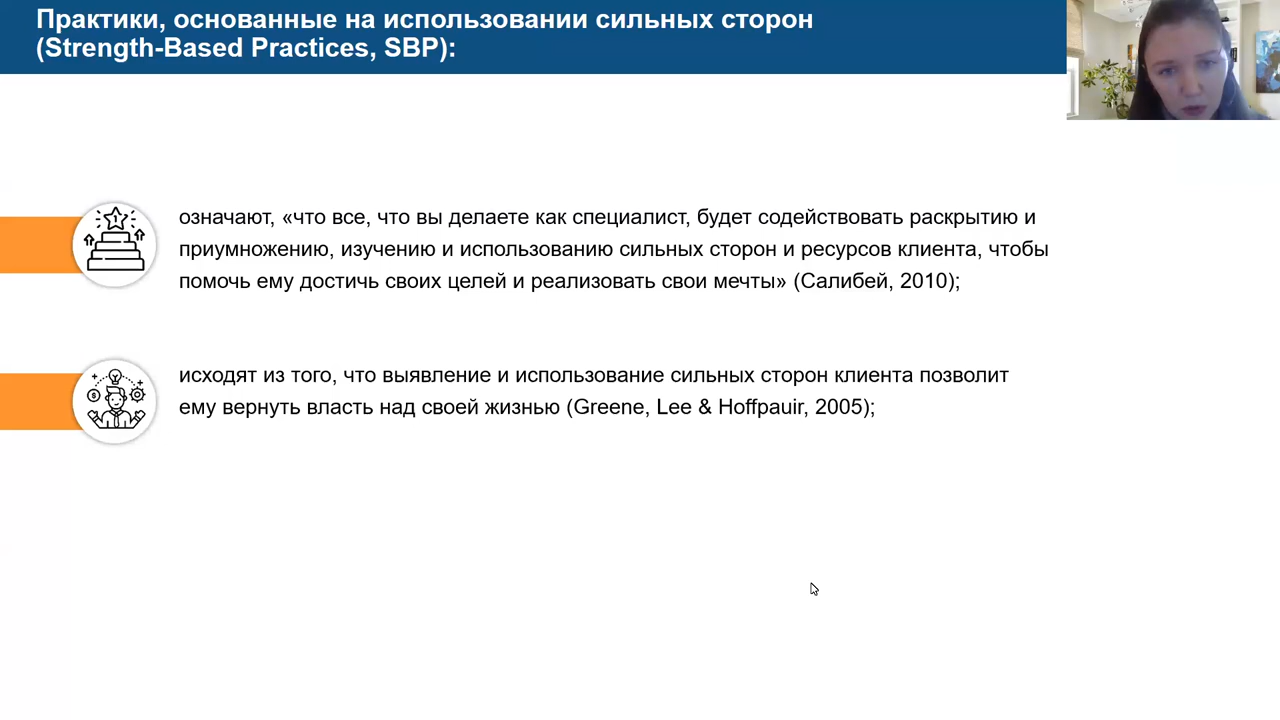 Практики, основанные на использовании сильных сторон
(Strength-Based Practices, SBP):
означают, «что все, что вы делаете как специалист, будет содействовать раскрытию и
приумножению, изучению и использованию сильных сторон и ресурсов клиента, чтобы
помочь ему достичь своих целей и реализовать свои мечты» (Салибей, 2010);
исходят из того, что выявление и использование сильных сторон клиента позволит
ему вернуть власть над своей жизнью (Greene, Lee & Hoffpauir, 2005);